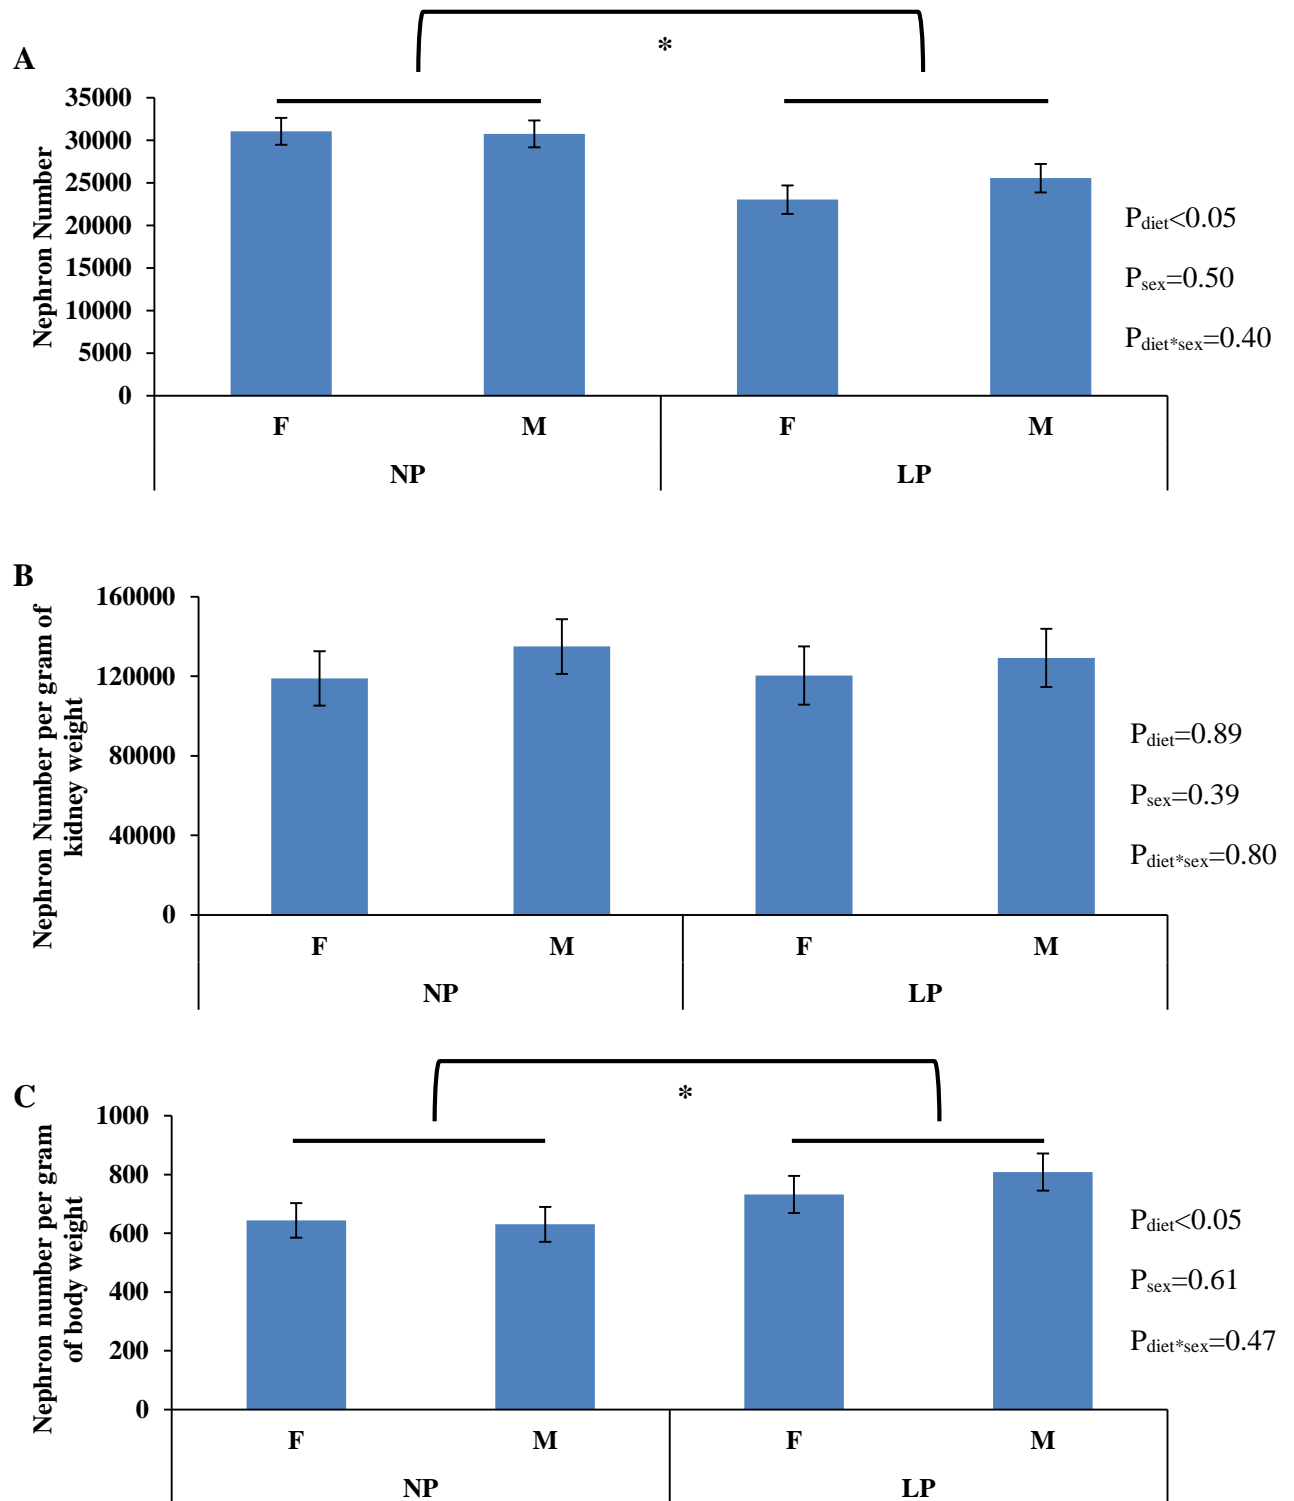 *
A
Nephron Number
35000
30000
25000
20000
15000
10000
5000
0
F M F M
NP LP
Pdiet<0.05
Psex=0.50
Pdiet*sex=0.40
B
Nephron Number per gram of
kidney weight
160000
120000
80000
40000
0
F M F M
NP LP
Pdiet=0.89
Psex=0.39
Pdiet*sex=0.80
*
C
Nephron number per gram
of body weight
1000
800
600
400
200
0
F M F M
NP LP
Pdiet<0.05
Psex=0.61
Pdiet*sex=0.47